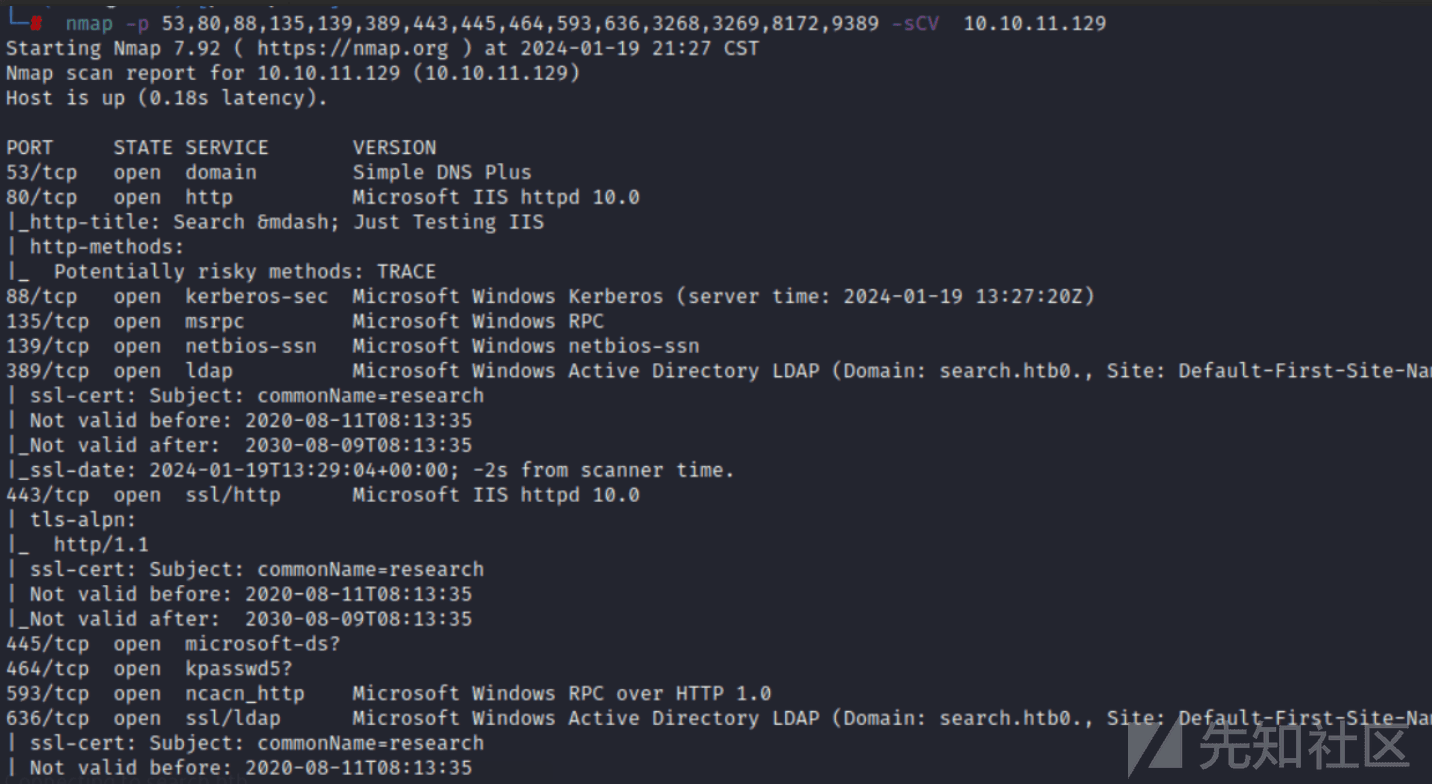 nmap -p 53,80,88,135,139,389,443,445,464,593,636,3268,3269,8172,9389 -sCV 10.10.11.129
Starting Nmap 7.92 ( https://nmap.org ) at 2024-01-19 21:27 CST
Nmap scan report for 10.10.11.129 (10.10.11.129)
Host is up (0.18s latency).
PORT STATE SERVICE VERSION
53/tcp open domain Simple DNS Plus
80/tcp open http Microsoft IIS httpd 10.0
|_http-title: Search &mdash; Just Testing IIS
| http-methods:
|_ Potentially risky methods: TRACE
88/tcp open kerberos-sec Microsoft Windows Kerberos (server time: 2024-01-19 13:27:20Z)
135/tcp open msrpc Microsoft Windows RPC
139/tcp open netbios-ssn Microsoft Windows netbios-ssn
389/tcp open ldap Microsoft Windows Active Directory LDAP (Domain: search.htb0., Site: Default-First-Site-Na
| ssl-cert: Subject: commonName=research
| Not valid before: 2020-08-11T08:13:35
|_Not valid after: 2030-08-09T08:13:35
|_ssl-date: 2024-01-19T13:29:04+00:00; -2s from scanner time.
443/tcp open ssl/http Microsoft IIS httpd 10.0
| tls-alpn:
|_ http/1.1
| ssl-cert: Subject: commonName=research
| Not valid before: 2020-08-11T08:13:35
|_Not valid after: 2030-08-09T08:13:35
445/tcp open microsoft-ds?
464/tcp open kpasswd5?
593/tcp open ncacn_http Microsoft Windows RPC over HTTP 1.0
636/tcp open ssl/ldap Microsoft Windows Active Directory LDAP (Domain: search.htb0., Site: Default-First-Site-Na
| ssl-cert: Subject: commonName=research
| Not valid before: 2020-08-11T08:13:35
先知社区